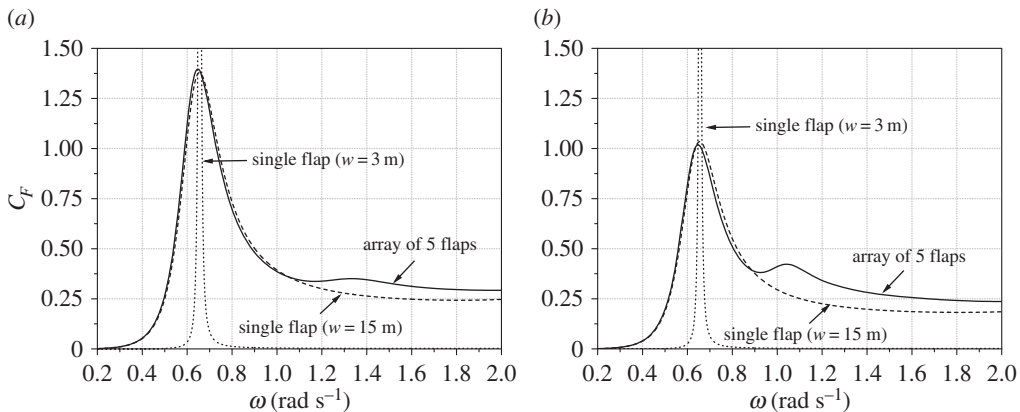 (a)
1.50
1.25
1.00
0.75
0.50
0.25
0
C_F
single flap (w = 3 m)
array of 5 flaps
single flap (w = 15 m)
0.2 0.4 0.6 0.8 1.0 1.2 1.4 1.6 1.8 2.0
ω (rad s⁻¹)
(b)
1.50
1.25
1.00
0.75
0.50
0.25
0
single flap (w = 3 m)
array of 5 flaps
single flap (w = 15 m)
0.2 0.4 0.6 0.8 1.0 1.2 1.4 1.6 1.8 2.0
ω (rad s⁻¹)